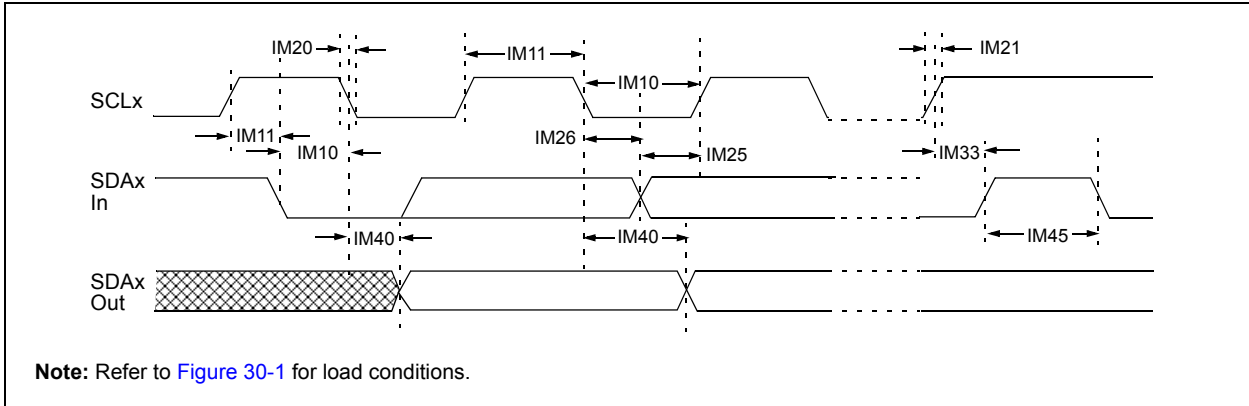 IM20
IM11
IM21
IM10
SCLx
IM11
IM26
IM10
IM25
IM33
SDAx
In
IM40
IM40
IM45
SDAx
Out
Note: Refer to Figure 30-1 for load conditions.